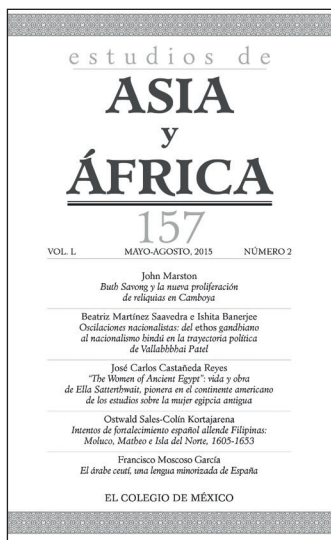 estudios de
ASIA
y
ÁFRICA
157
VOL. L MAYO-AGOSTO, 2015 NÚMERO 2
John Marston
Buth Savong y la nueva proliferación
de reliquias en Camboya
Beatriz Martínez Saavedra e Ishita Banerjee
Oscilaciones nacionalistas: del ethos gandhiano
al nacionalismo hindú en la trayectoria política
de Vallabhbhai Patel
José Carlos Castañeda Reyes
"The Women of Ancient Egypt": vida y obra
de Ella Satterthwait, pionera en el continente americano
de los estudios sobre la mujer egipcia antigua
Ostwald Sales-Colín Kortajarena
Intentos de fortalecimiento español allende Filipinas:
Moluco, Matheo e Isla del Norte, 1605-1653
Francisco Moscoso García
El árabe ceutí, una lengua minorizada de España
EL COLEGIO DE MÉXICO